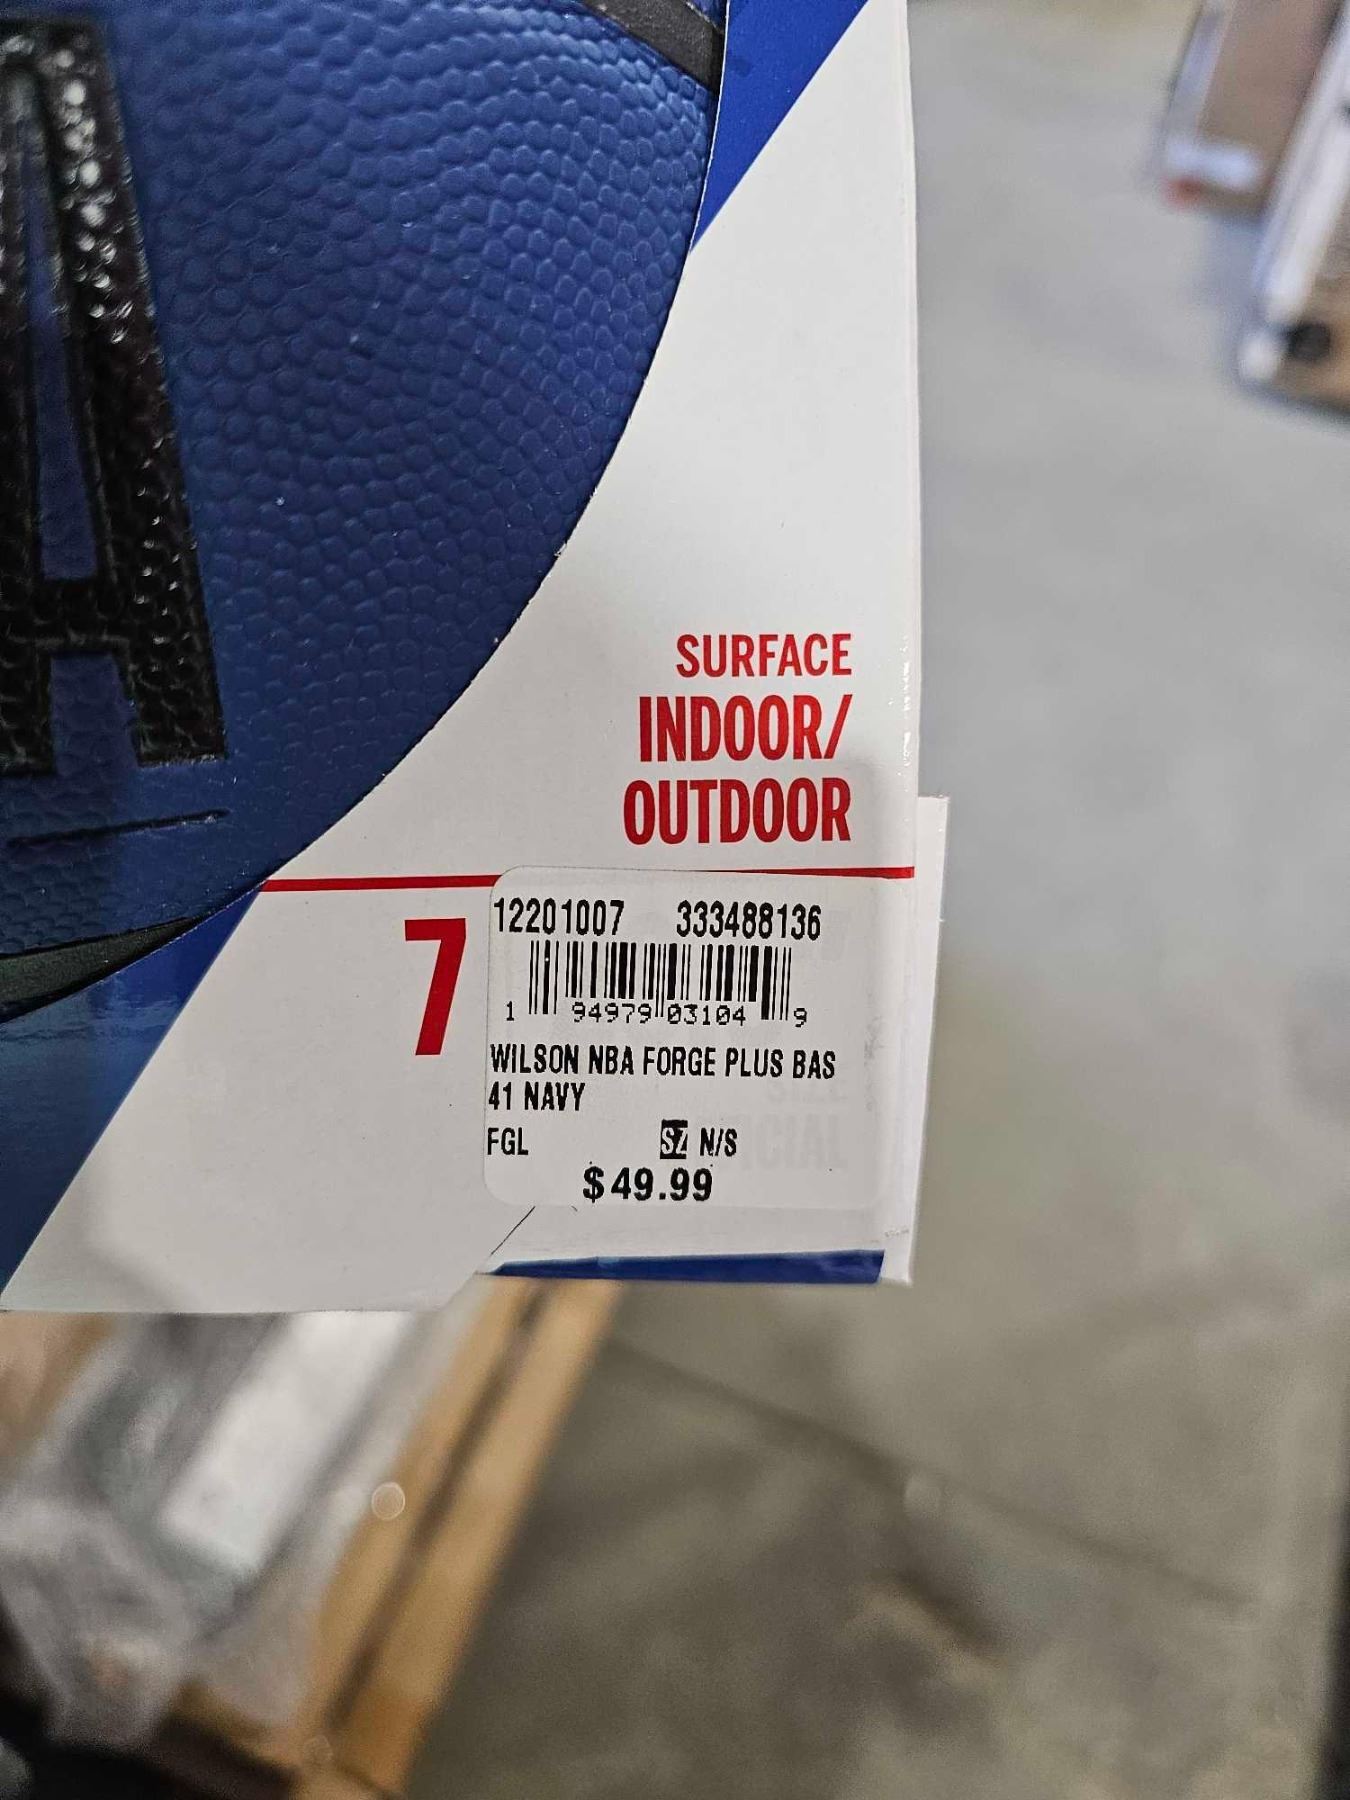 A
SURFACE
INDOOR/
OUTDOOR
7
12201007 333488136
1 94979 03104 9
WILSON NBA FORGE PLUS BAS
41 NAVY
FGL SZ N/S
$49.99